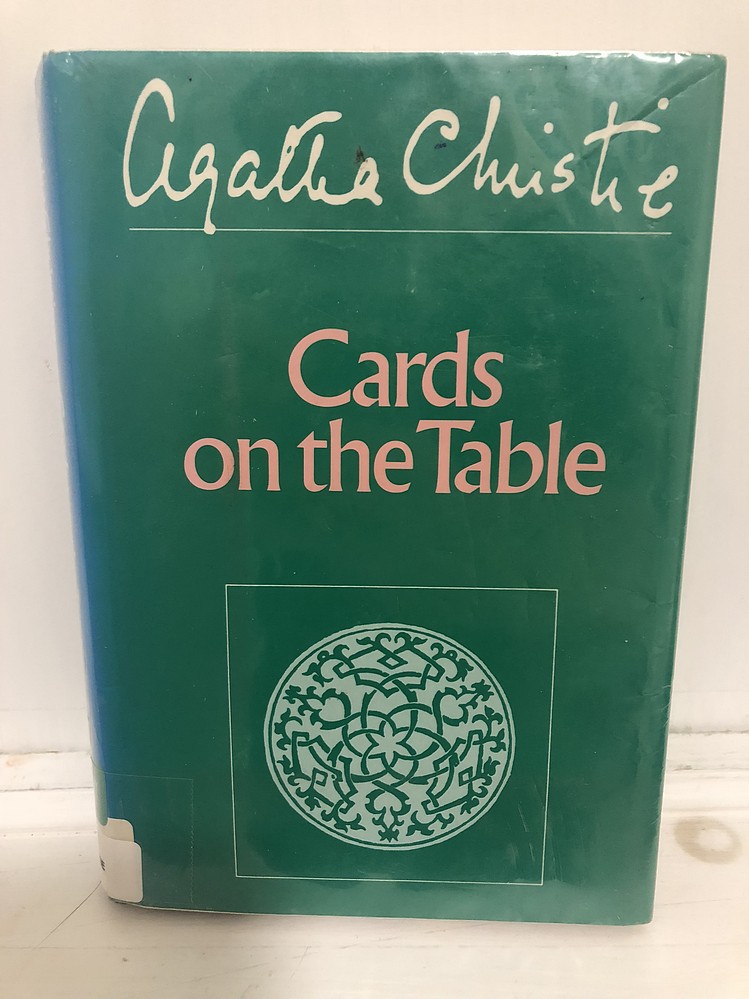 Agatha Christie
Cards
on the Table